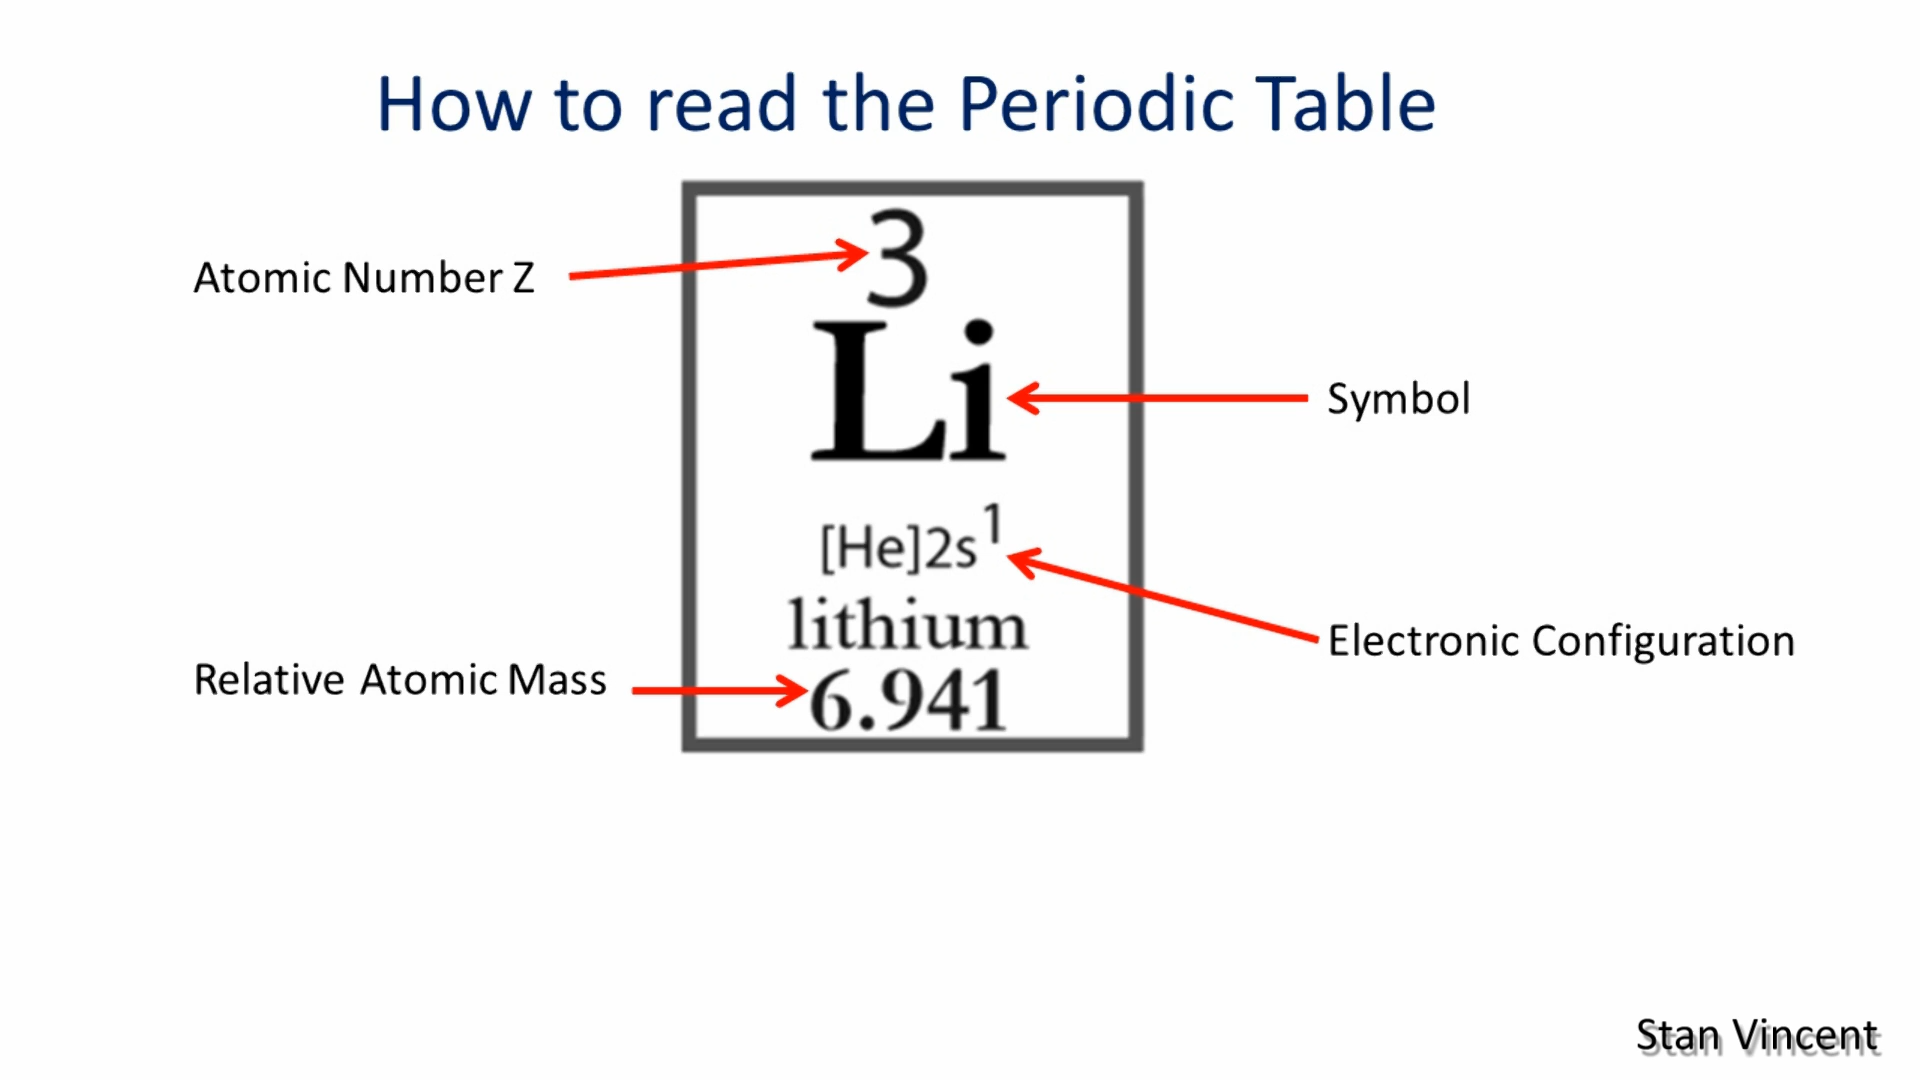 How to read the Periodic Table
3
Atomic Number Z
Li
Symbol
[He]2s¹
lithium
Electronic Configuration
Relative Atomic Mass
6.941
Stan Vincent